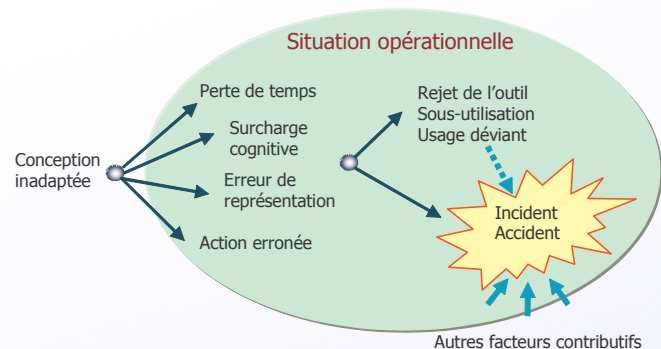 Situation opérationnelle
Conception
inadaptée
Perte de temps
Surcharge
cognitive
Erreur de
représentation
Action erronée
Rejet de l'outil
Sous-utilisation
Usage déviant
Incident
Accident
Autres facteurs contributifs